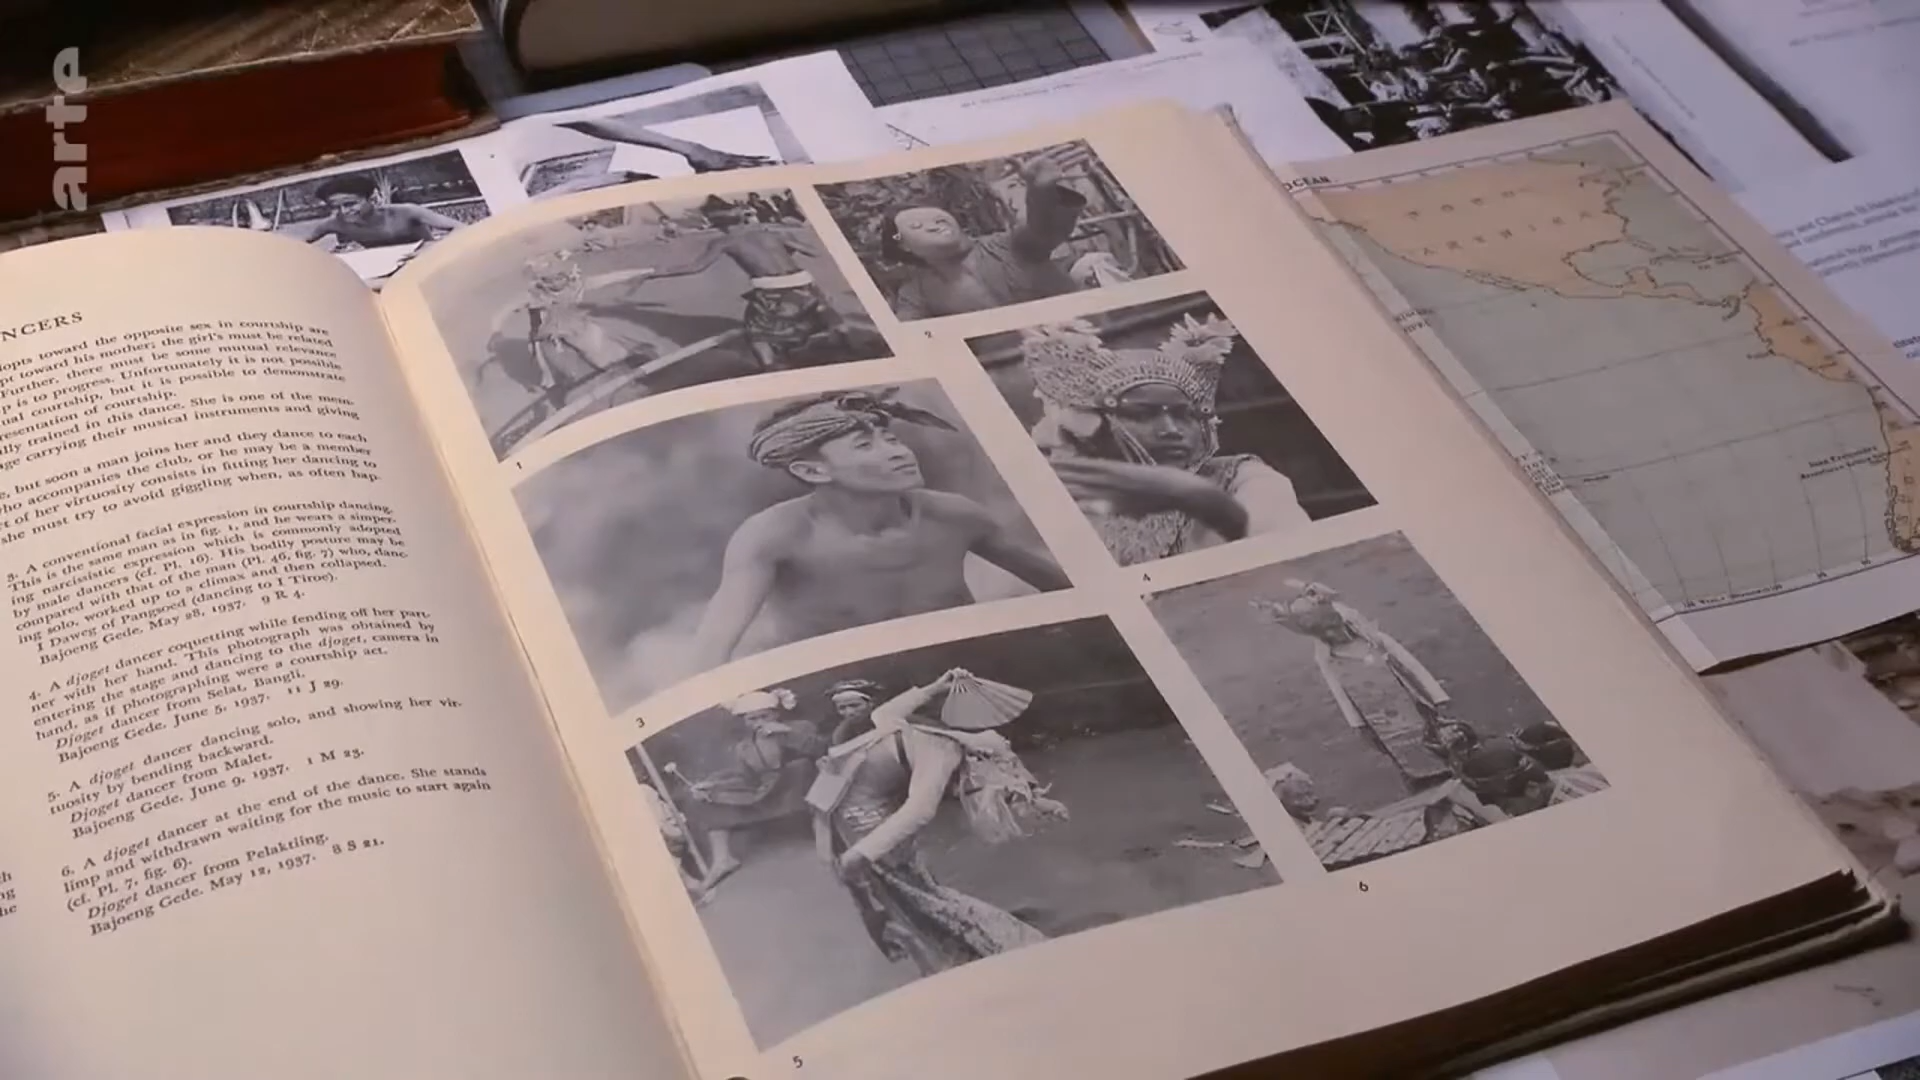 arte
NCERS
lopts toward the opposite sex in courtship are
pt toward his mother; the girl's must be related
Further, there must be some mutual relevance
p is to progress. Unfortunately it is not possible
ual courtship, but it is possible to demonstrate
resentation of courtship.
lly trained in this dance. She is one of the mem-
ge carrying their musical instruments and giving
e, but soon a man joins her and they dance to each
ho accompanies the club, or he may be a member
rt of her virtuosity consists in fitting her dancing to
she must try to avoid giggling when, as often hap-
3. A conventional facial expression in courtship dancing.
This is the same man as in fig. 1, and he wears a simper-
ing narcissistic expression which is commonly adopted
by male dancers (cf. Pl. 16). His bodily posture may be
compared with that of the man (Pl. 46, fig. 7) who, danc-
ing solo, worked up to a climax and then collapsed.
I Daweg of Pangsoed (dancing to I Tiroe).
Bajoeng Gede. May 28, 1937. 9 R 4.
4. A djoget dancer coquetting while fending off her part-
ner with her hand. This photograph was obtained by
entering the stage and dancing to the djoget, camera in
hand, as if photographing were a courtship act.
Djoget dancer from Selat, Bangli.
Bajoeng Gede. June 5, 1937. 11 J 29.
5. A djoget dancer dancing solo, and showing her vir-
tuosity by bending backward.
Djoget dancer from Malet.
Bajoeng Gede. June 9, 1937. 1 M 23.
6. A djoget dancer at the end of the dance. She stands
limp and withdrawn waiting for the music to start again
(cf. Pl. 7, fig. 6).
Djoget dancer from Pelaktiing.
Bajoeng Gede. May 12, 1937. 8 S 21.
1
2
3
4
5
6
OCEAN